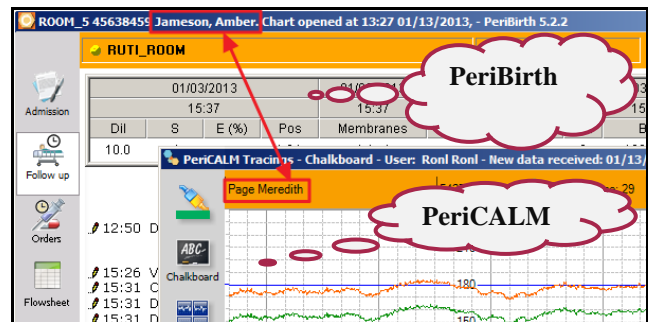 ROOM_5 45638459 Jameson, Amber. Chart opened at 13:27 01/13/2013, - PeriBirth 5.2.2
RUTI_ROOM
PeriBirth
01/03/2013
15:37 15:37 15
Dil S E (%) Pos Membranes B
10.0
Admission
Follow up
Orders
Flowsheet
PeriCALM Tracings - Chalkboard - User: Ronl Ronl - New data received: 01/13/
Page Meredith 29
PeriCALM
12:50 D
15:26 V
15:31 C
15:31 D
15:31 D
ABC
Chalkboard
180
150